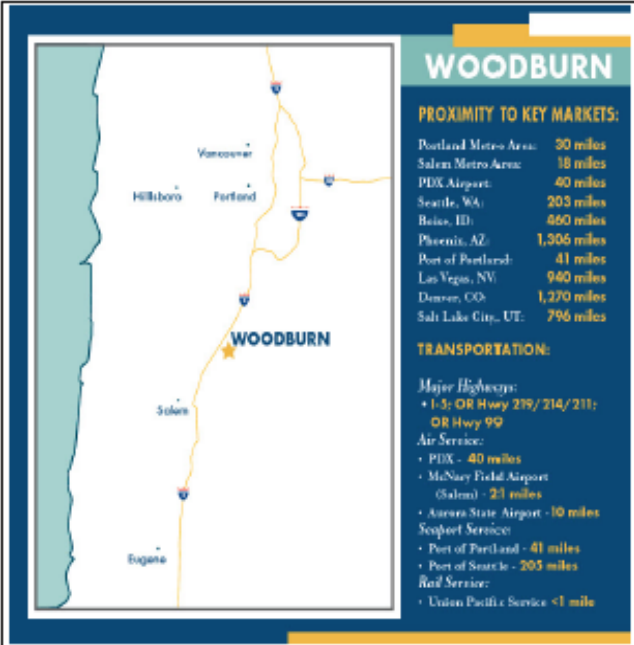 WOODBURN
PROXIMITY TO KEY MARKETS:
Portland Metro Area: 30 miles
Salem Metro Area: 18 miles
PDX Airport: 40 miles
Seattle, WA: 203 miles
Boise, ID: 460 miles
Phoenix, AZ: 1,306 miles
Port of Portland: 41 miles
Las Vegas, NV: 940 miles
Denver, CO: 1,270 miles
Salt Lake City, UT: 796 miles
TRANSPORTATION:
Major Highways:
• I-5; OR Hwy 219/214/211;
OR Hwy 99
Air Service:
• PDX - 40 miles
• McNary Field Airport
(Salem) - 21 miles
• Aurora State Airport -10 miles
Seaport Service:
• Port of Portland - 41 miles
• Port of Seattle - 205 miles
Rail Service:
• Union Pacific Service <1 mile
Vancouver
Hillsboro
Portland
WOODBURN
Salem
Eugene